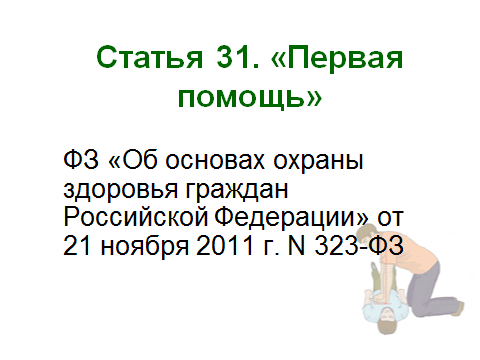 Статья 31. «Первая
помощь»
ФЗ «Об основах охраны
здоровья граждан
Российской Федерации» от
21 ноября 2011 г. N 323-ФЗ